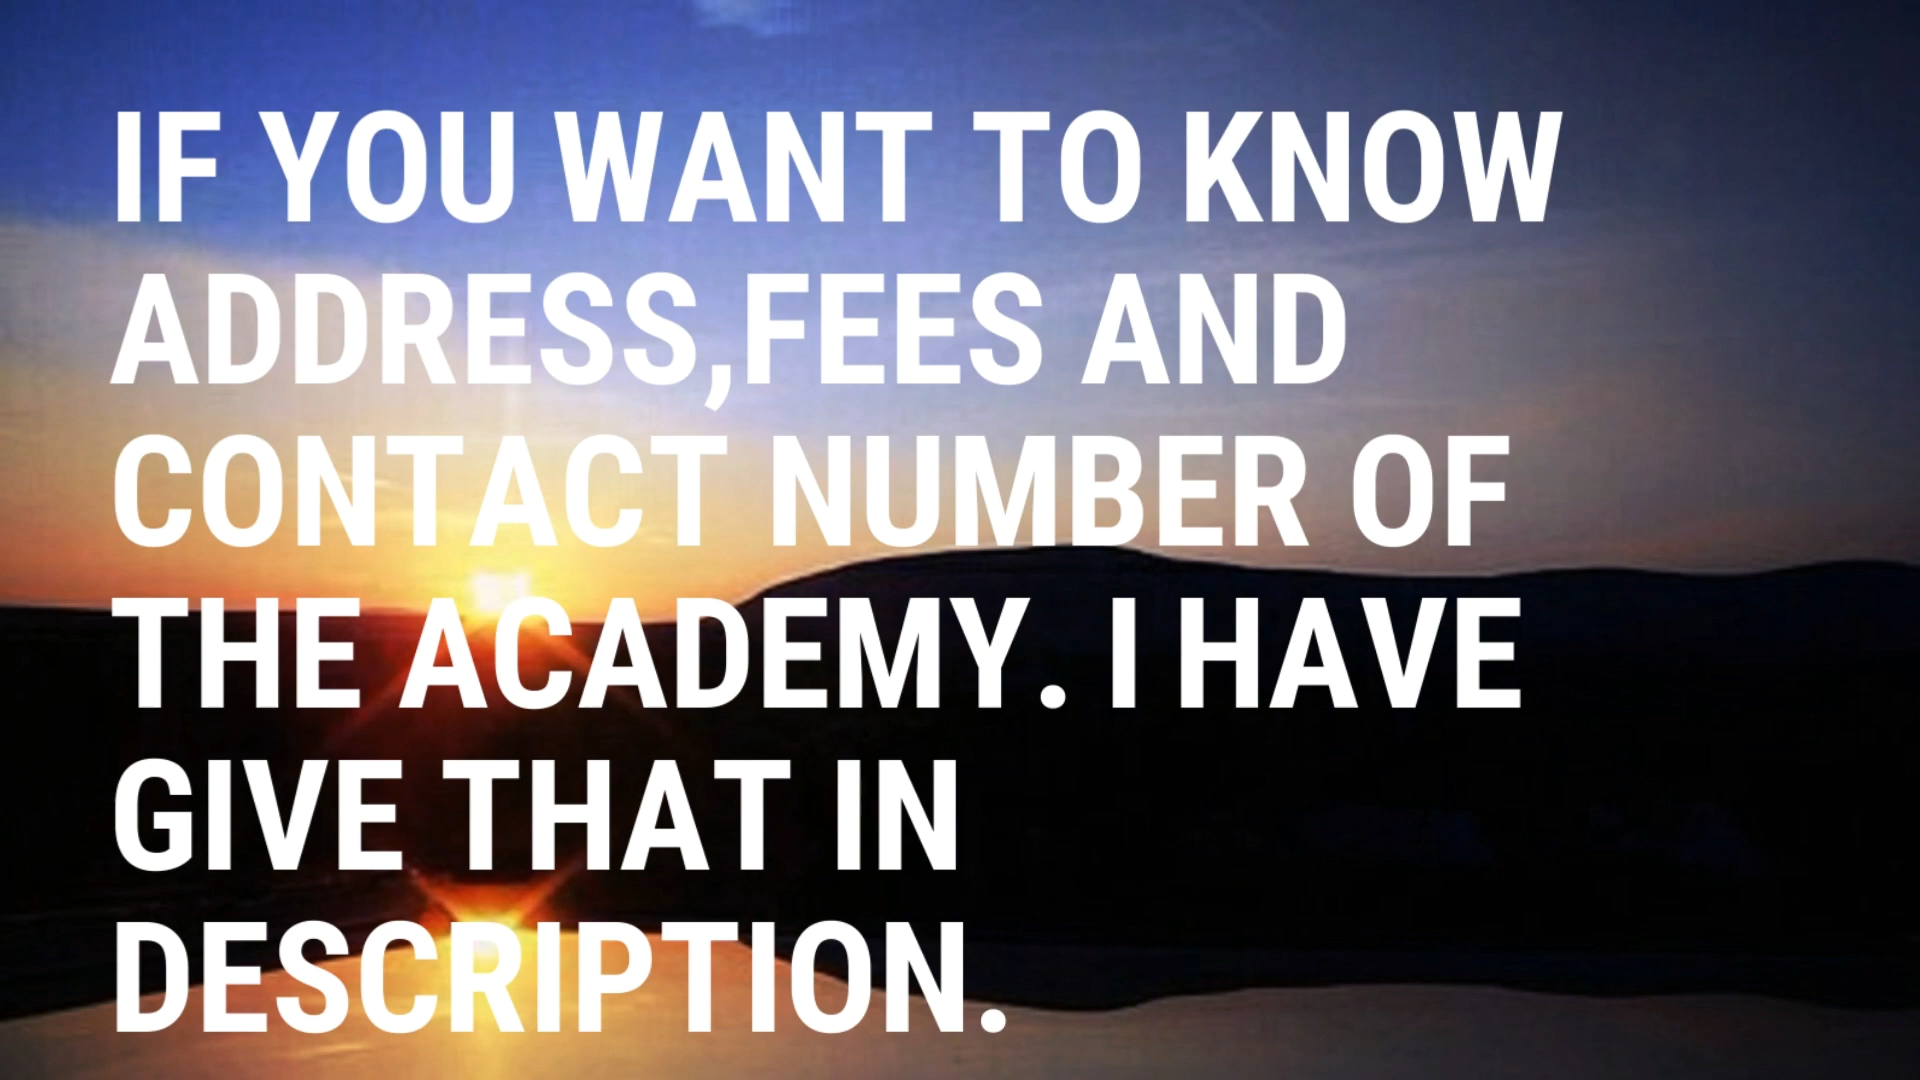 IF YOU WANT TO KNOW
ADDRESS,FEES AND
CONTACT NUMBER OF
THE ACADEMY. I HAVE
GIVE THAT IN
DESCRIPTION.